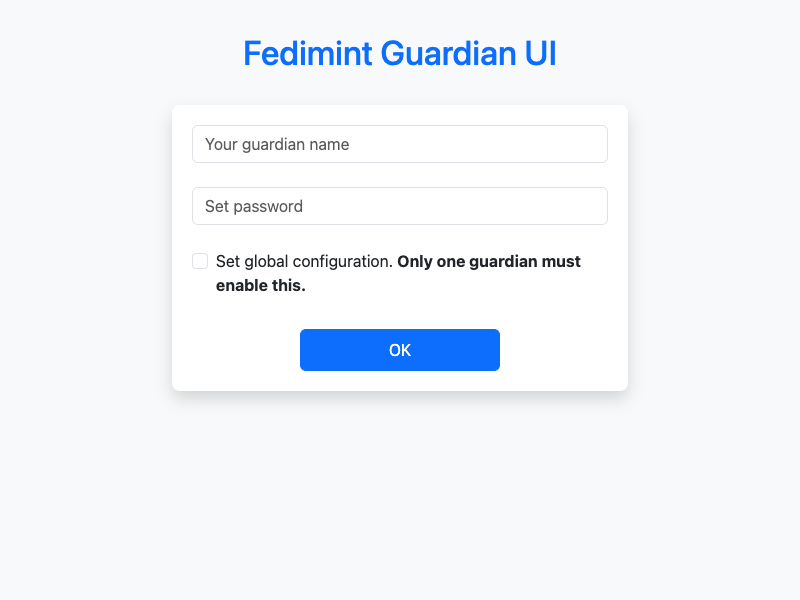 Fedimint Guardian UI
Your guardian name
Set password
Set global configuration. Only one guardian must
enable this.
OK